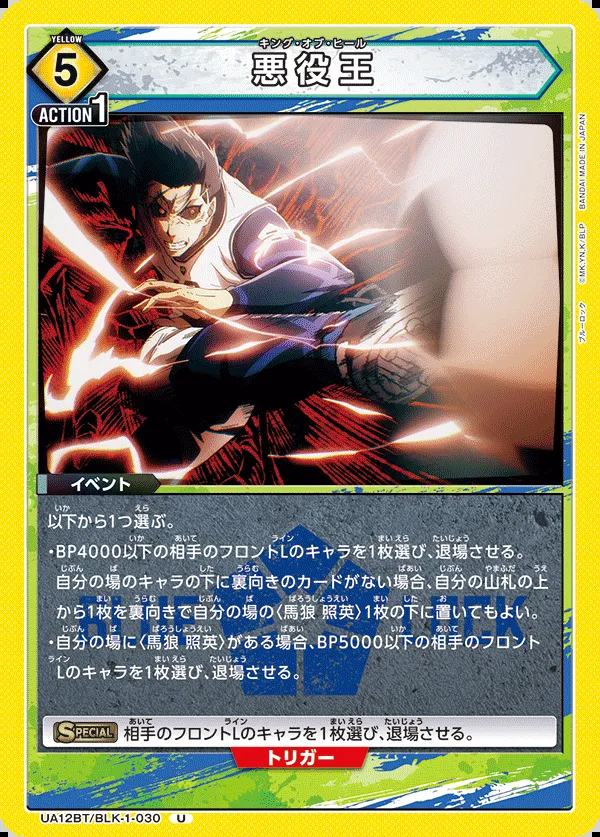 YELLOW
5
ACTION 1
キング・オブ・ヒール
悪役王
BANDAI MADE IN JAPAN
©MK,YN,K/BLP
ブルーロック
イベント
以下から1つ選ぶ。
・BP4000以下の相手のフロントLのキャラを1枚選び、退場させる。
自分の場のキャラの下に裏向きのカードがない場合、自分の山札の上
から1枚を裏向きで自分の場の〈馬狼 照英〉1枚の下に置いてもよい。
・自分の場に〈馬狼 照英〉がある場合、BP5000以下の相手のフロント
Lのキャラを1枚選び、退場させる。
SPECIAL 相手のフロントLのキャラを1枚選び、退場させる。
トリガー
UA12BT/BLK-1-030 U